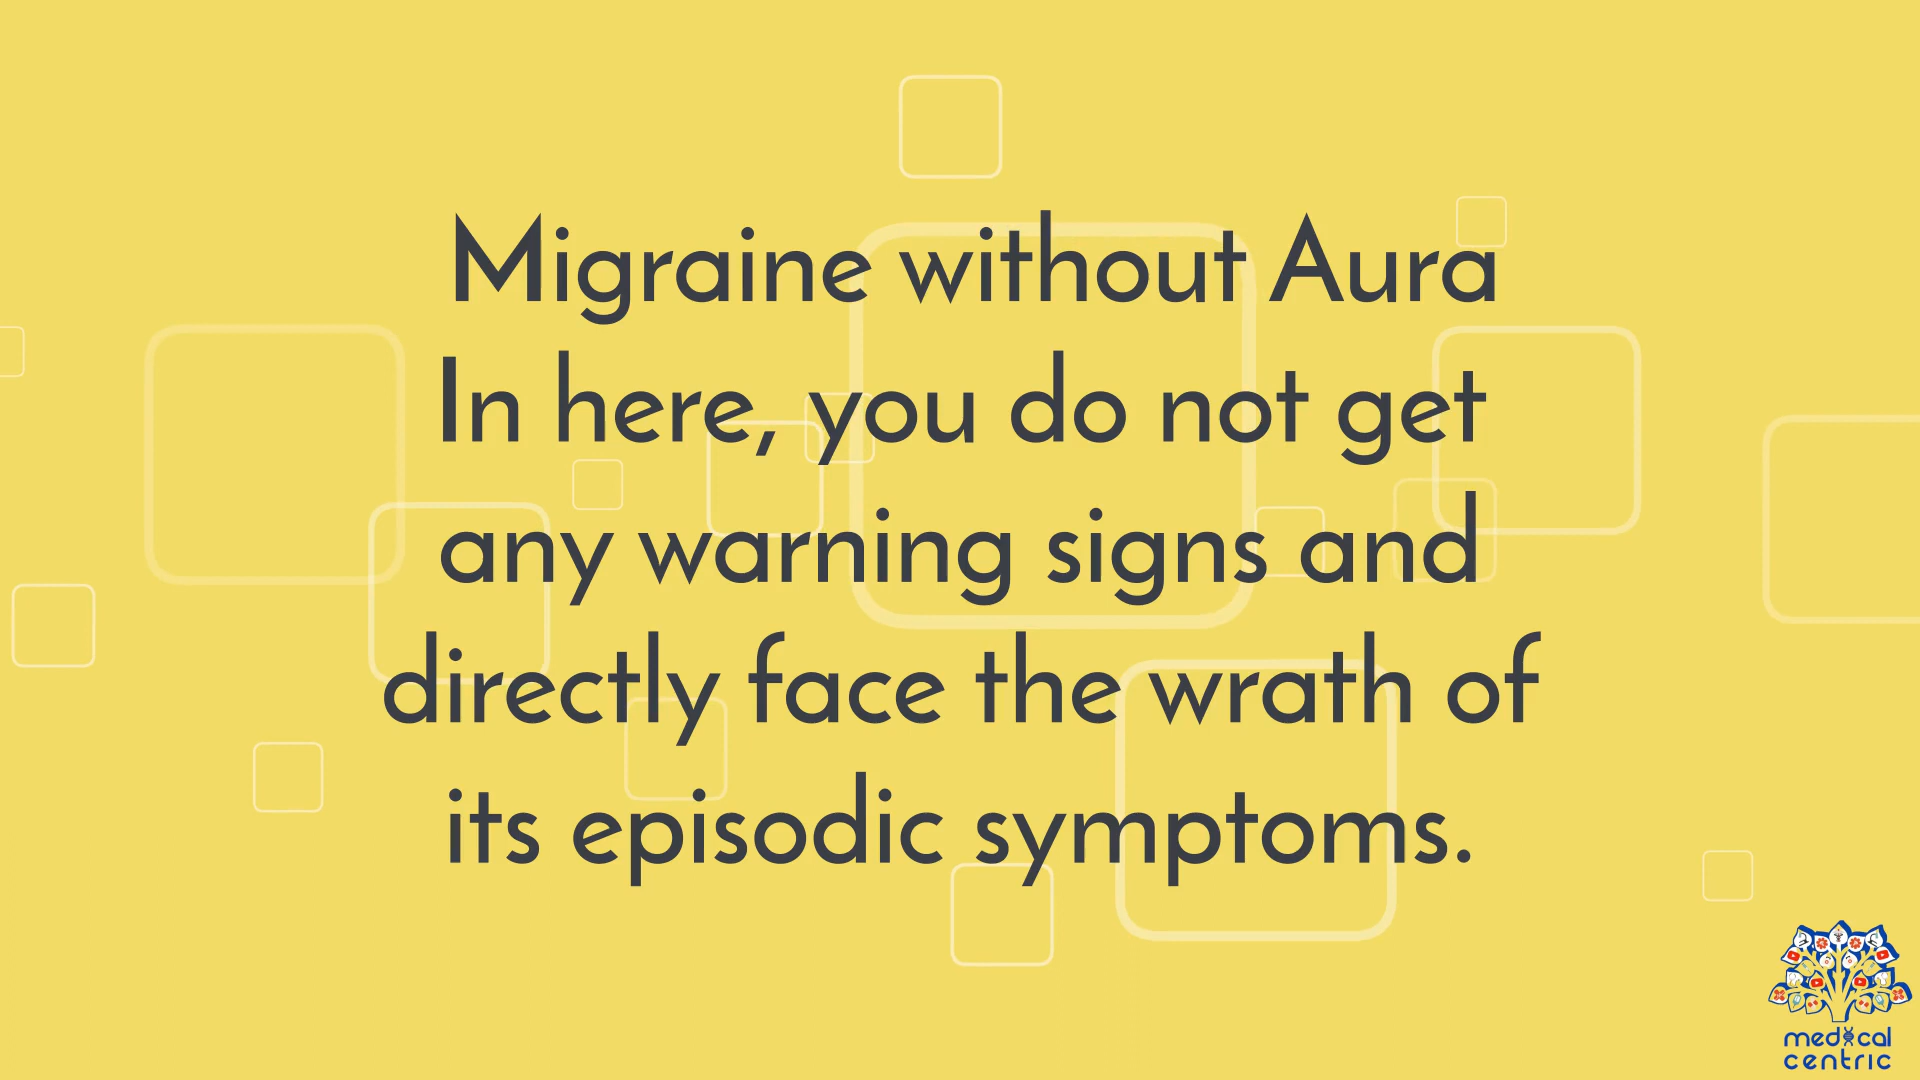 Migraine without Aura
In here, you do not get
any warning signs and
directly face the wrath of
its episodic symptoms.
medical
centric